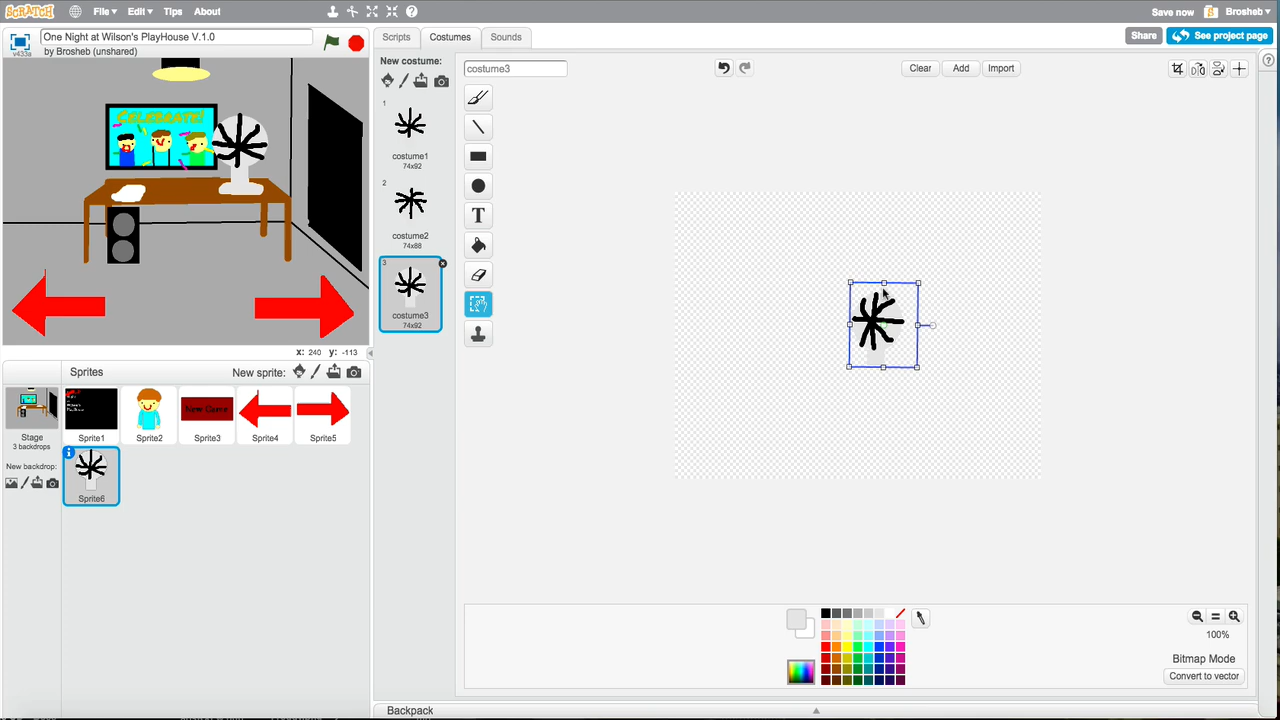 SCRATCH File▾ Edit▾ Tips About Save now Brosheb▾
One Night at Wilson's PlayHouse V.1.0
by Brosheb (unshared)
v433a
Scripts Costumes Sounds
Share See project page
New costume:
costume3
Clear Add Import
CELEBRATE!
1
costume1
74x92
2
costume2
74x88
3
costume3
74x92
T
x: 240 y: -113
Sprites New sprite:
Stage
3 backdrops
New backdrop:
New Game
Sprite1 Sprite2 Sprite3 Sprite4 Sprite5
Sprite6
100%
Bitmap Mode
Convert to vector
Backpack